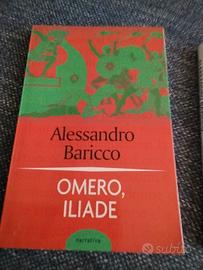 Alessandro
Baricco
OMERO,
ILIADE
narrativa
subito